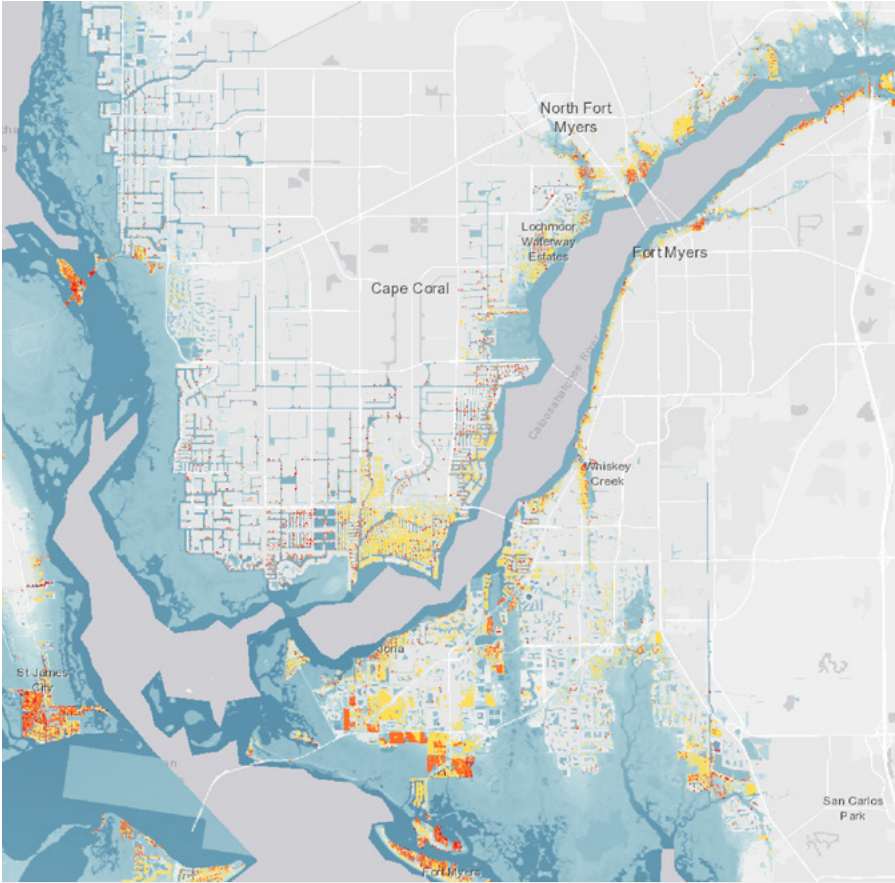 North Fort
Myers
Lochmoor
Waterway
Estates
Fort Myers
Cape Coral
Caloosahatchee River
Whiskey
Creek
St James
City
San Carlos
Park
Fort Myers